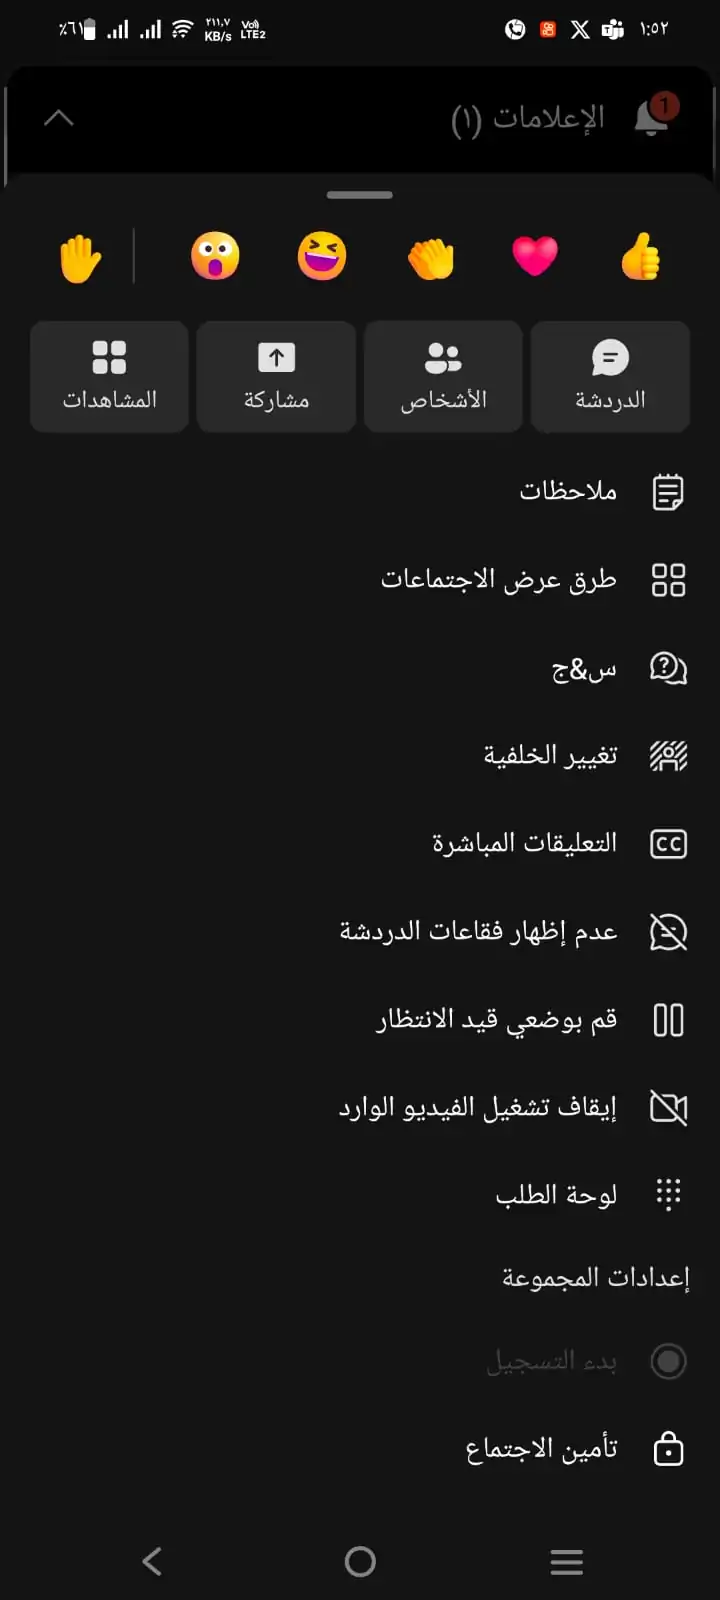 ١:٥٢
٢١١,٧ KB/s
Vo)) LTE2
٪٦١
الإعلامات (١)
1
الدردشة
الأشخاص
مشاركة
المشاهدات
ملاحظات
طرق عرض الاجتماعات
س&ج
تغيير الخلفية
CC
التعليقات المباشرة
عدم إظهار فقاعات الدردشة
قم بوضعي قيد الانتظار
إيقاف تشغيل الفيديو الوارد
لوحة الطلب
إعدادات المجموعة
بدء التسجيل
تأمين الاجتماع